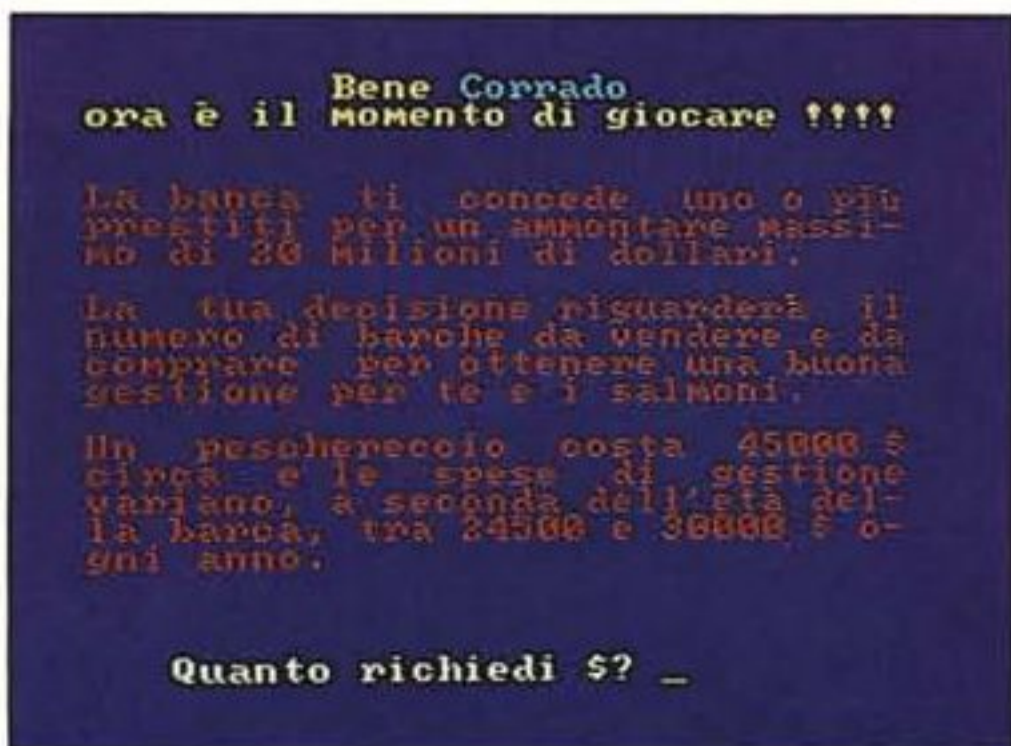 Bene Corrado
ora è il momento di giocare !!!!
La banca ti concede uno o più
prestiti per un ammontare massi-
mo di 20 milioni di dollari.
La tua decisione riguarderà il
numero di barche da vendere e da
comprare per ottenere una buona
gestione per te e i salmoni.
Un peschereccio costa 45000 $
circa e le spese di gestione
variano, a seconda dell'età del-
la barca, tra 24500 e 30000 $ o-
gni anno.
Quanto richiedi $? _